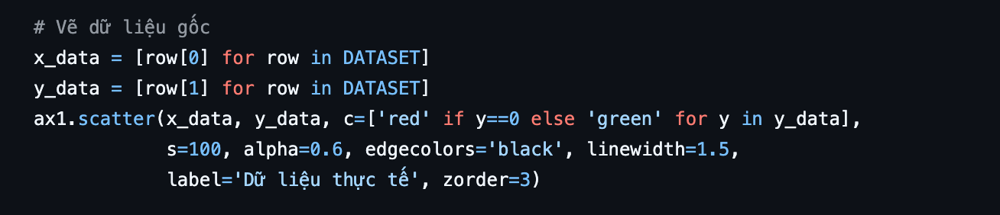 # Vẽ dữ liệu gốc
x_data = [row[0] for row in DATASET]
y_data = [row[1] for row in DATASET]
ax1.scatter(x_data, y_data, c=['red' if y==0 else 'green' for y in y_data],
            s=100, alpha=0.6, edgecolors='black', linewidth=1.5,
            label='Dữ liệu thực tế', zorder=3)